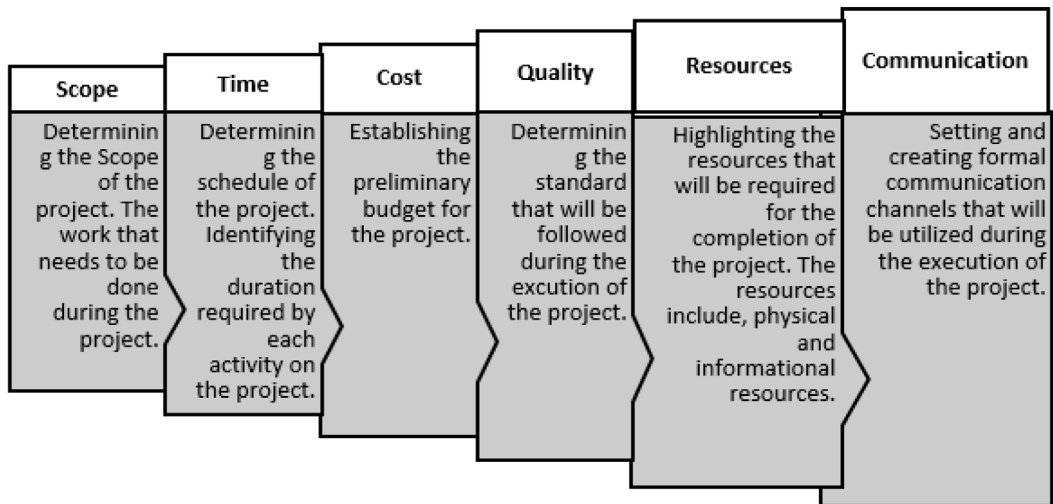 Scope
Determinin
g the Scope
of the
project. The
work that
needs to be
done
during the
project.
Time
Determinin
g the
schedule of
the project.
Identifying
the
duration
required by
each
activity on
the project.
Cost
Establishing
the
preliminary
budget for
the project.
Quality
Determinin
g the
standard
that will be
followed
during the
excution of
the project.
Resources
Highlighting the
resources that
will be required
for the
completion of
the project. The
resources
include, physical
and
informational
resources.
Communication
Setting and
creating formal
communication
channels that will
be utilized during
the execution of
the project.